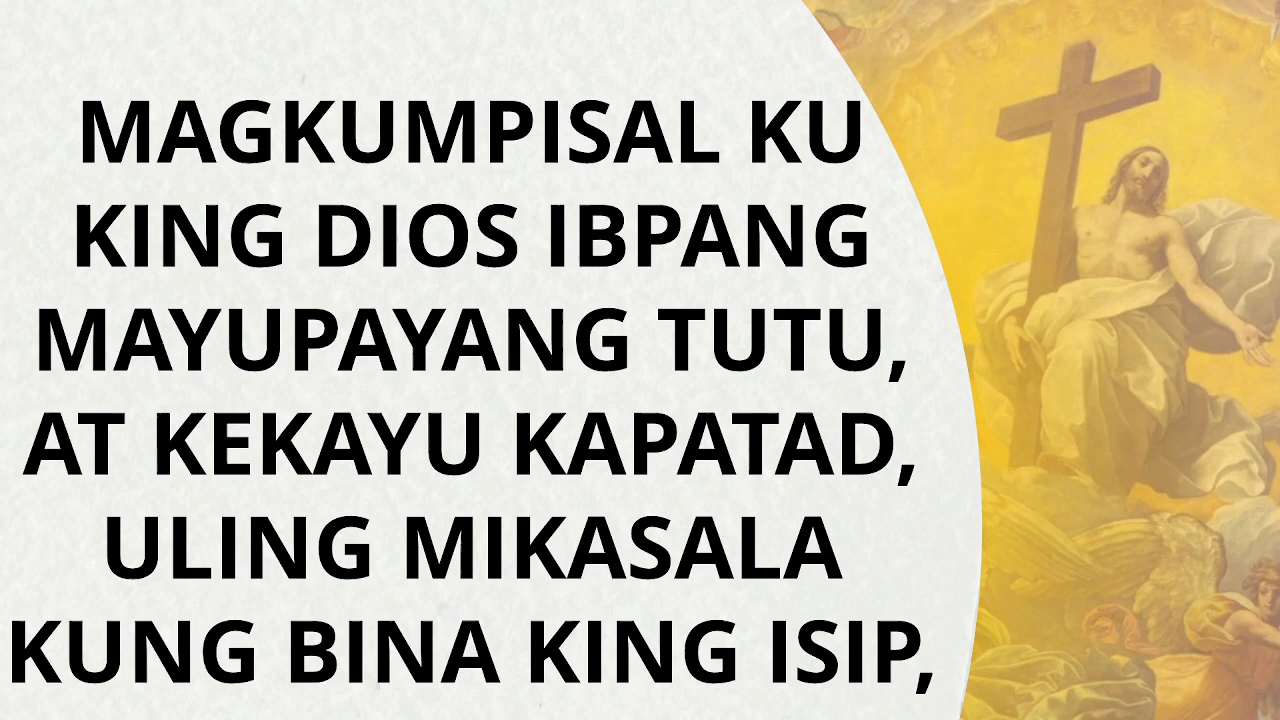 MAGKUMPISAL KU
KING DIOS IBPANG
MAYUPAYANG TUTU,
AT KEKAYU KAPATAD,
ULING MIKASALA
KUNG BINA KING ISIP,